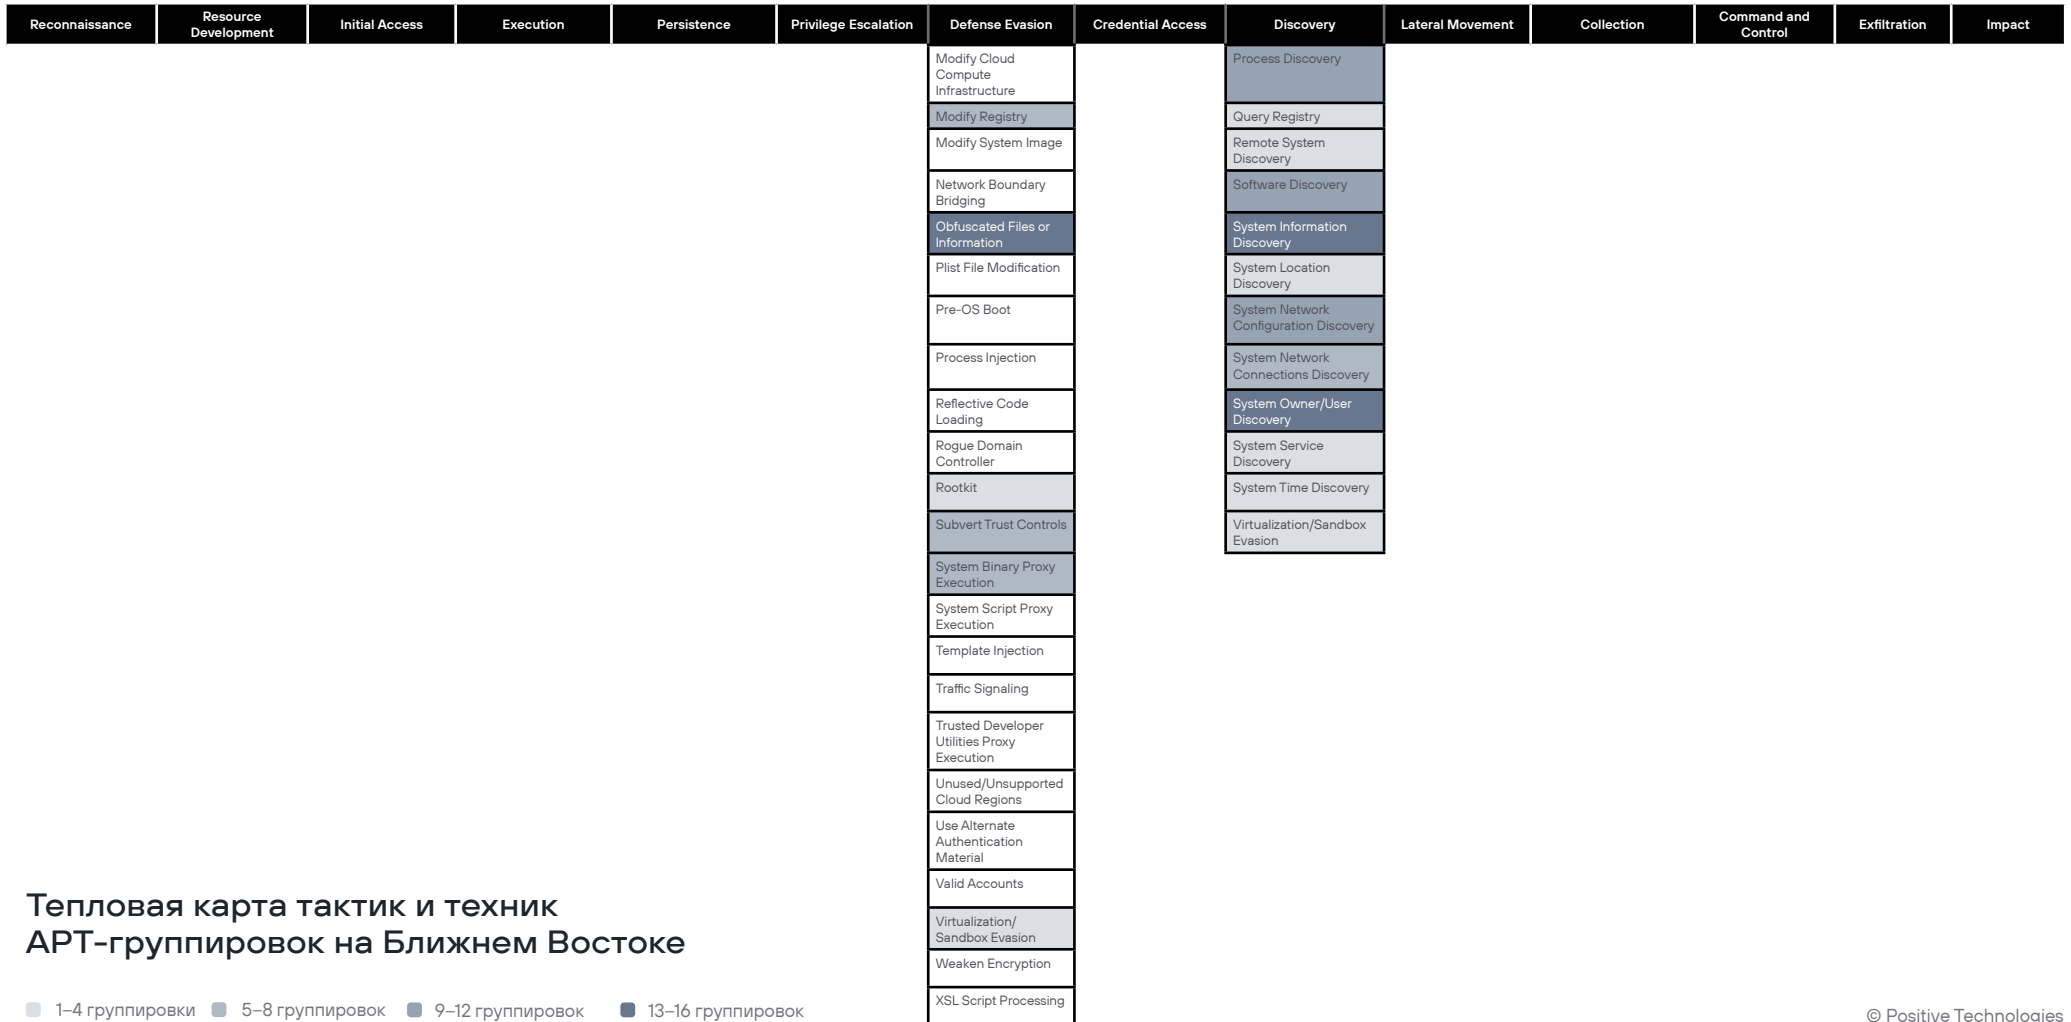 Reconnaissance
Resource
Development
Initial Access
Execution
Persistence
Privilege Escalation
Defense Evasion
Credential Access
Discovery
Lateral Movement
Collection
Command and
Control
Exfiltration
Impact
Modify Cloud
Compute
Infrastructure
Modify Registry
Modify System Image
Network Boundary
Bridging
Obfuscated Files or
Information
Plist File Modification
Pre-OS Boot
Process Injection
Reflective Code
Loading
Rogue Domain
Controller
Rootkit
Subvert Trust Controls
System Binary Proxy
Execution
System Script Proxy
Execution
Template Injection
Traffic Signaling
Trusted Developer
Utilities Proxy
Execution
Unused/Unsupported
Cloud Regions
Use Alternate
Authentication
Material
Valid Accounts
Virtualization/
Sandbox Evasion
Weaken Encryption
XSL Script Processing
Process Discovery
Query Registry
Remote System
Discovery
Software Discovery
System Information
Discovery
System Location
Discovery
System Network
Configuration Discovery
System Network
Connections Discovery
System Owner/User
Discovery
System Service
Discovery
System Time Discovery
Virtualization/Sandbox
Evasion
Тепловая карта тактик и техник
APT-группировок на Ближнем Востоке
1–4 группировки
5–8 группировок
9–12 группировок
13–16 группировок
© Positive Technologies